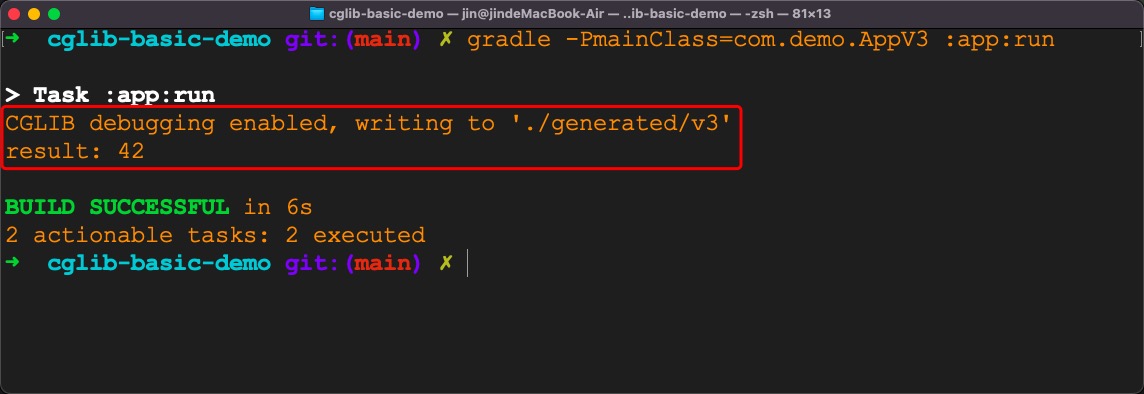 cglib-basic-demo — jin@jindeMacBook-Air — ..ib-basic-demo — -zsh — 81×13
[➜  cglib-basic-demo git:(main) ✗ gradle -PmainClass=com.demo.AppV3 :app:run ]
> Task :app:run
CGLIB debugging enabled, writing to './generated/v3'
result: 42
BUILD SUCCESSFUL in 6s
2 actionable tasks: 2 executed
➜  cglib-basic-demo git:(main) ✗